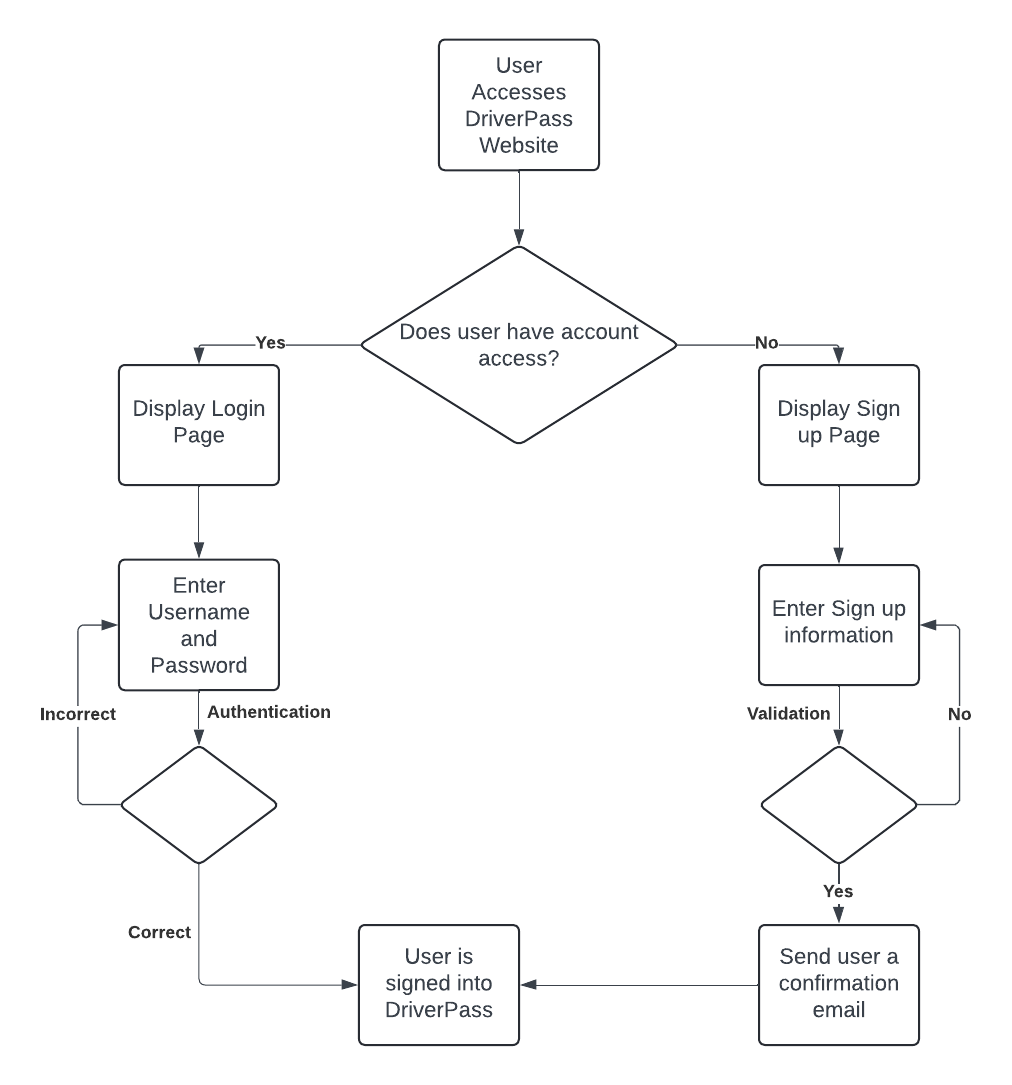 User
Accesses
DriverPass
Website
Does user have account
access?
Yes
No
Display Login
Page
Display Sign
up Page
Enter
Username
and
Password
Enter Sign up
information
Incorrect
Authentication
Validation
No
Yes
Correct
User is
signed into
DriverPass
Send user a
confirmation
email